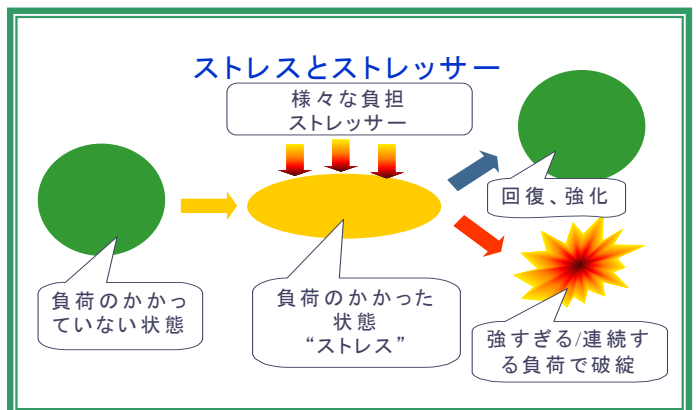 ストレスとストレッサー
様々な負担
ストレッサー
回復、強化
負荷のかかっ
ていない状態
負荷のかかった
状態
“ストレス”
強すぎる/連続す
る負荷で破綻